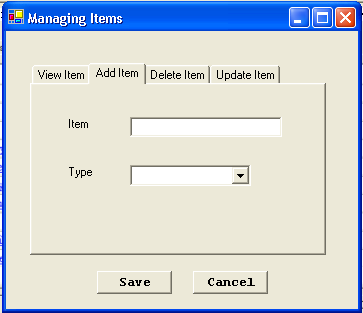 Managing Items
View Item Add Item Delete Item Update Item
Item
Type
Save Cancel